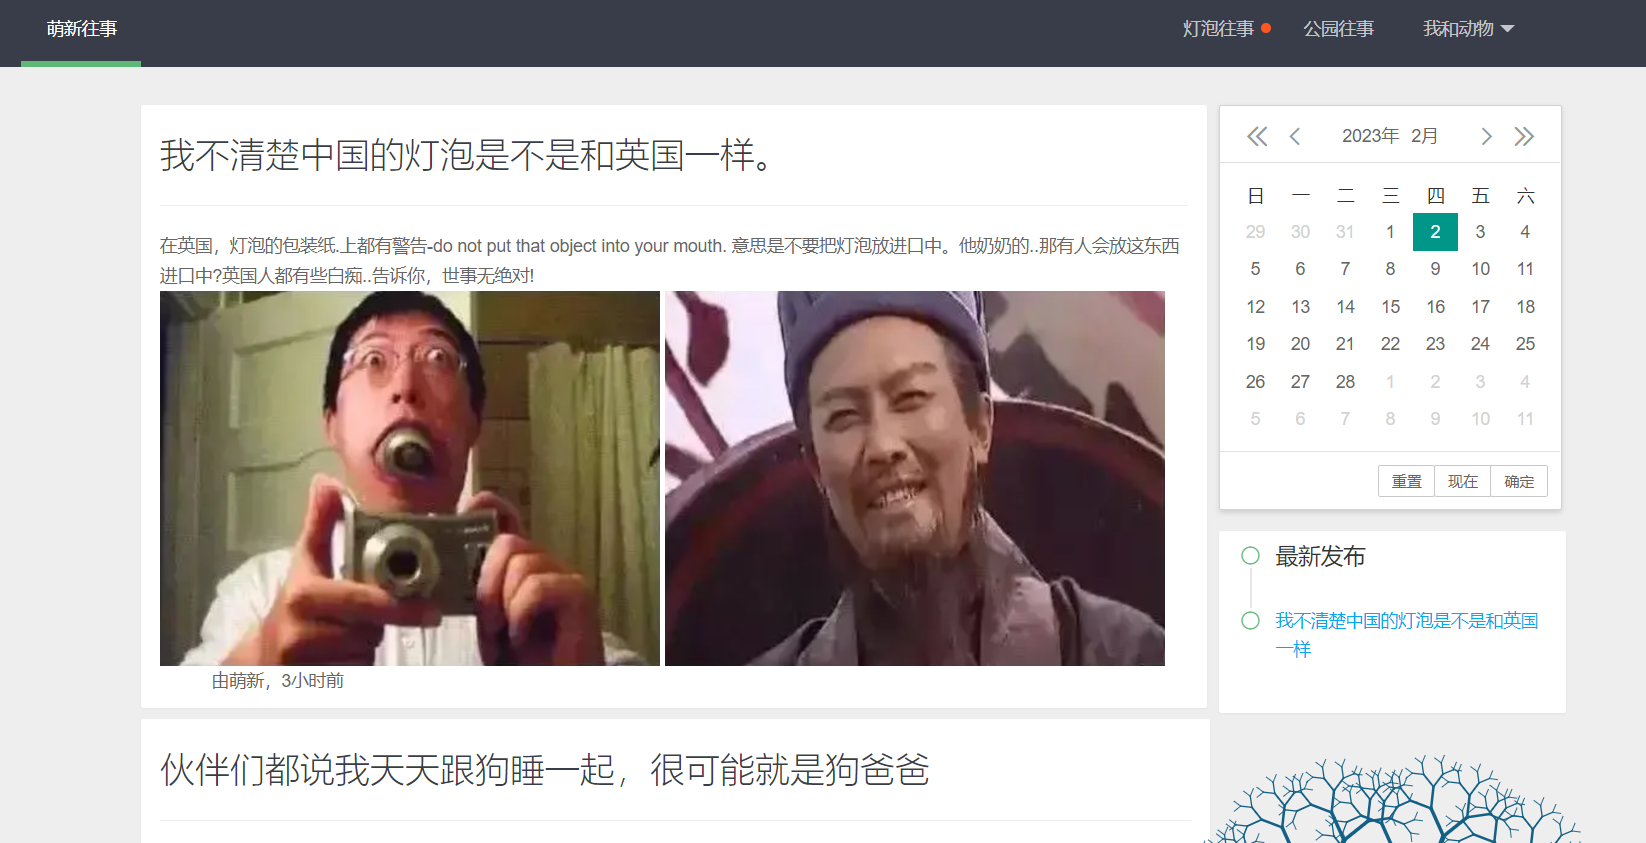 萌新往事
灯泡往事
公园往事
我和动物
我不清楚中国的灯泡是不是和英国一样。
在英国，灯泡的包装纸.上都有警告-do not put that object into your mouth. 意思是不要把灯泡放进口中。他奶奶的..那有人会放这东西
进口中?英国人都有些白痴..告诉你，世事无绝对!
由萌新，3小时前
伙伴们都说我天天跟狗睡一起，很可能就是狗爸爸
2023年 2月
日 一 二 三 四 五 六
29 30 31 1 2 3 4
5 6 7 8 9 10 11
12 13 14 15 16 17 18
19 20 21 22 23 24 25
26 27 28 1 2 3 4
5 6 7 8 9 10 11
重置 现在 确定
最新发布
我不清楚中国的灯泡是不是和英国
一样